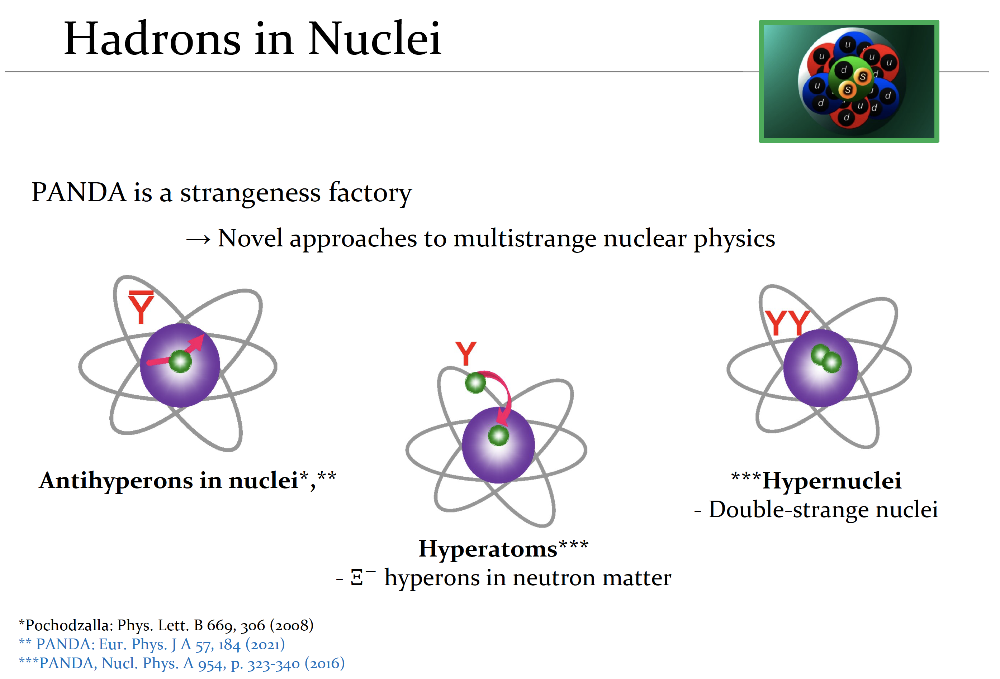 Hadrons in Nuclei
u
u
u
d
u
d
s
s
u
d
u
d
u
d
d
PANDA is a strangeness factory
→ Novel approaches to multistrange nuclear physics
Y̅
Y
YY
Antihyperons in nuclei*,**
Hyperatoms***
- Ξ⁻ hyperons in neutron matter
***Hypernuclei
- Double-strange nuclei
*Pochodzalla: Phys. Lett. B 669, 306 (2008)
** PANDA: Eur. Phys. J A 57, 184 (2021)
***PANDA, Nucl. Phys. A 954, p. 323-340 (2016)